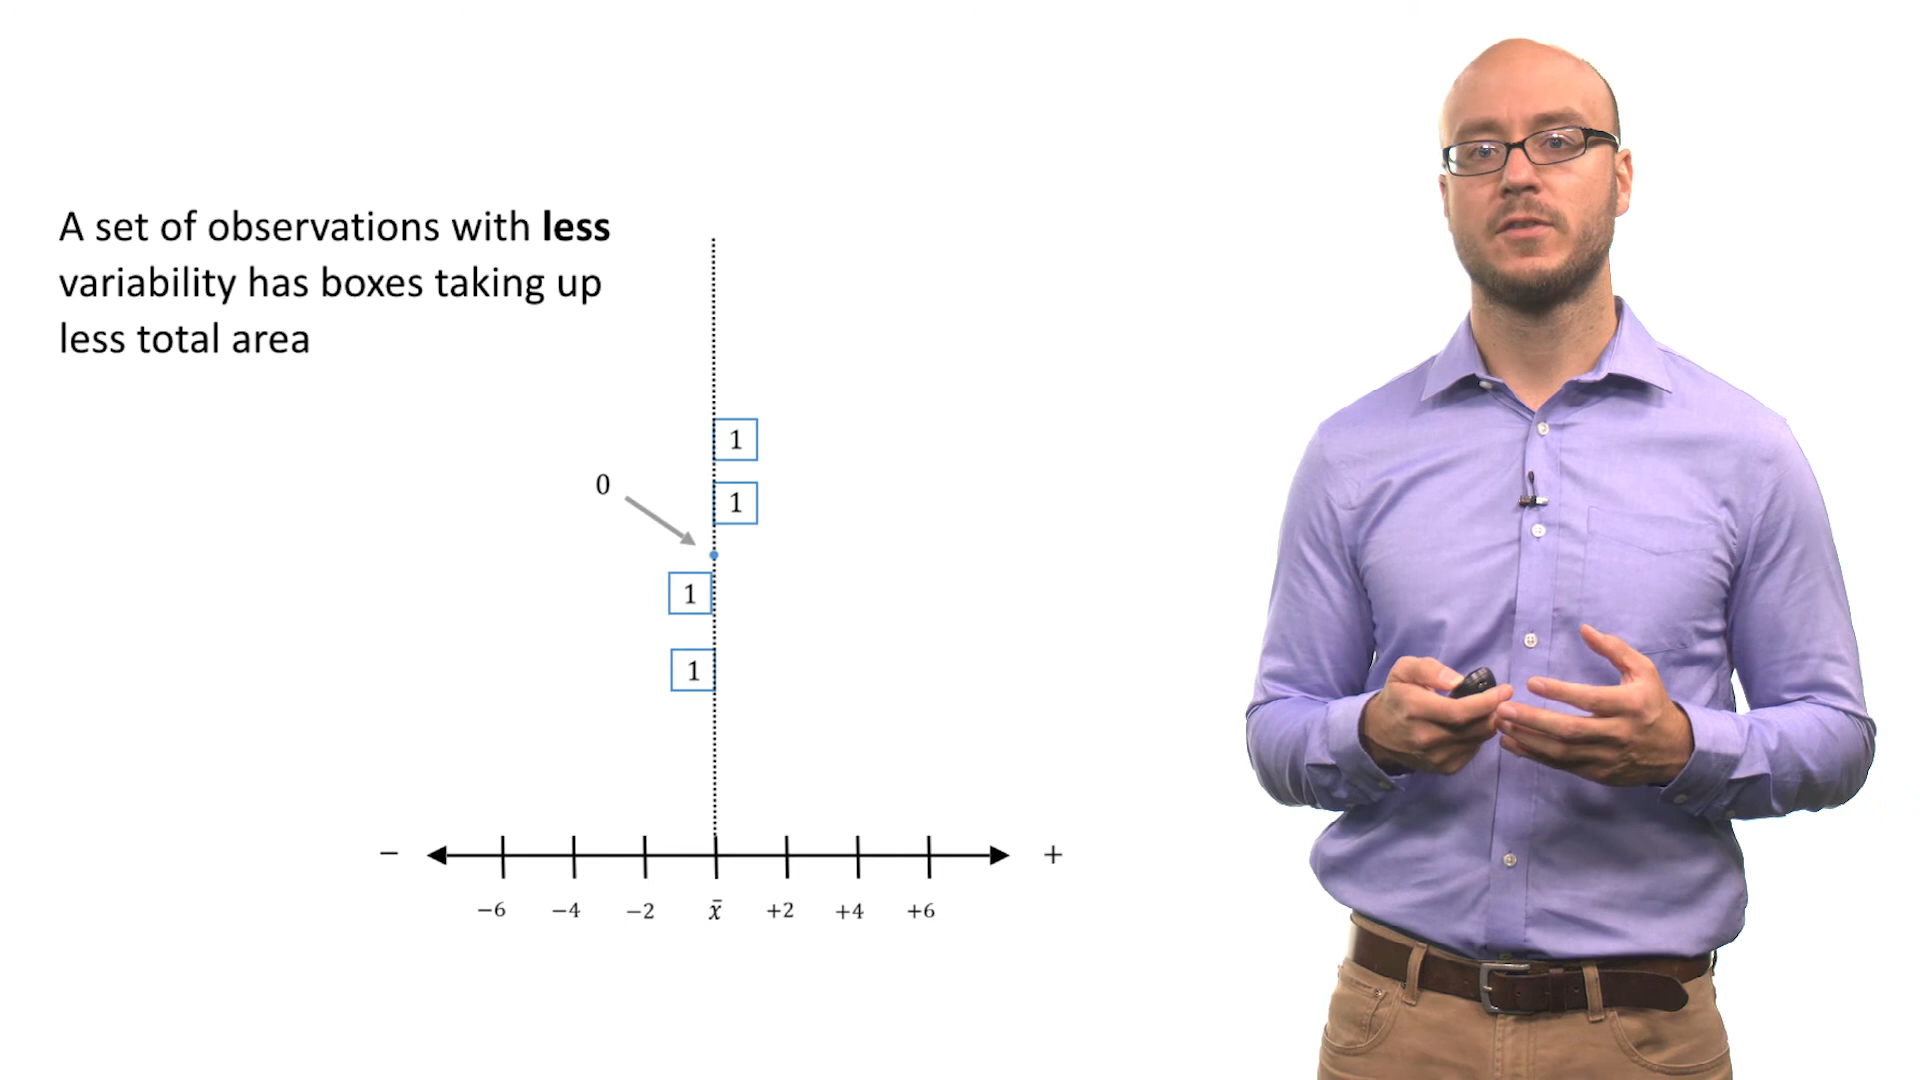 A set of observations with less
variability has boxes taking up
less total area
1
0
1
1
1
− +
−6 −4 −2 x̄ +2 +4 +6